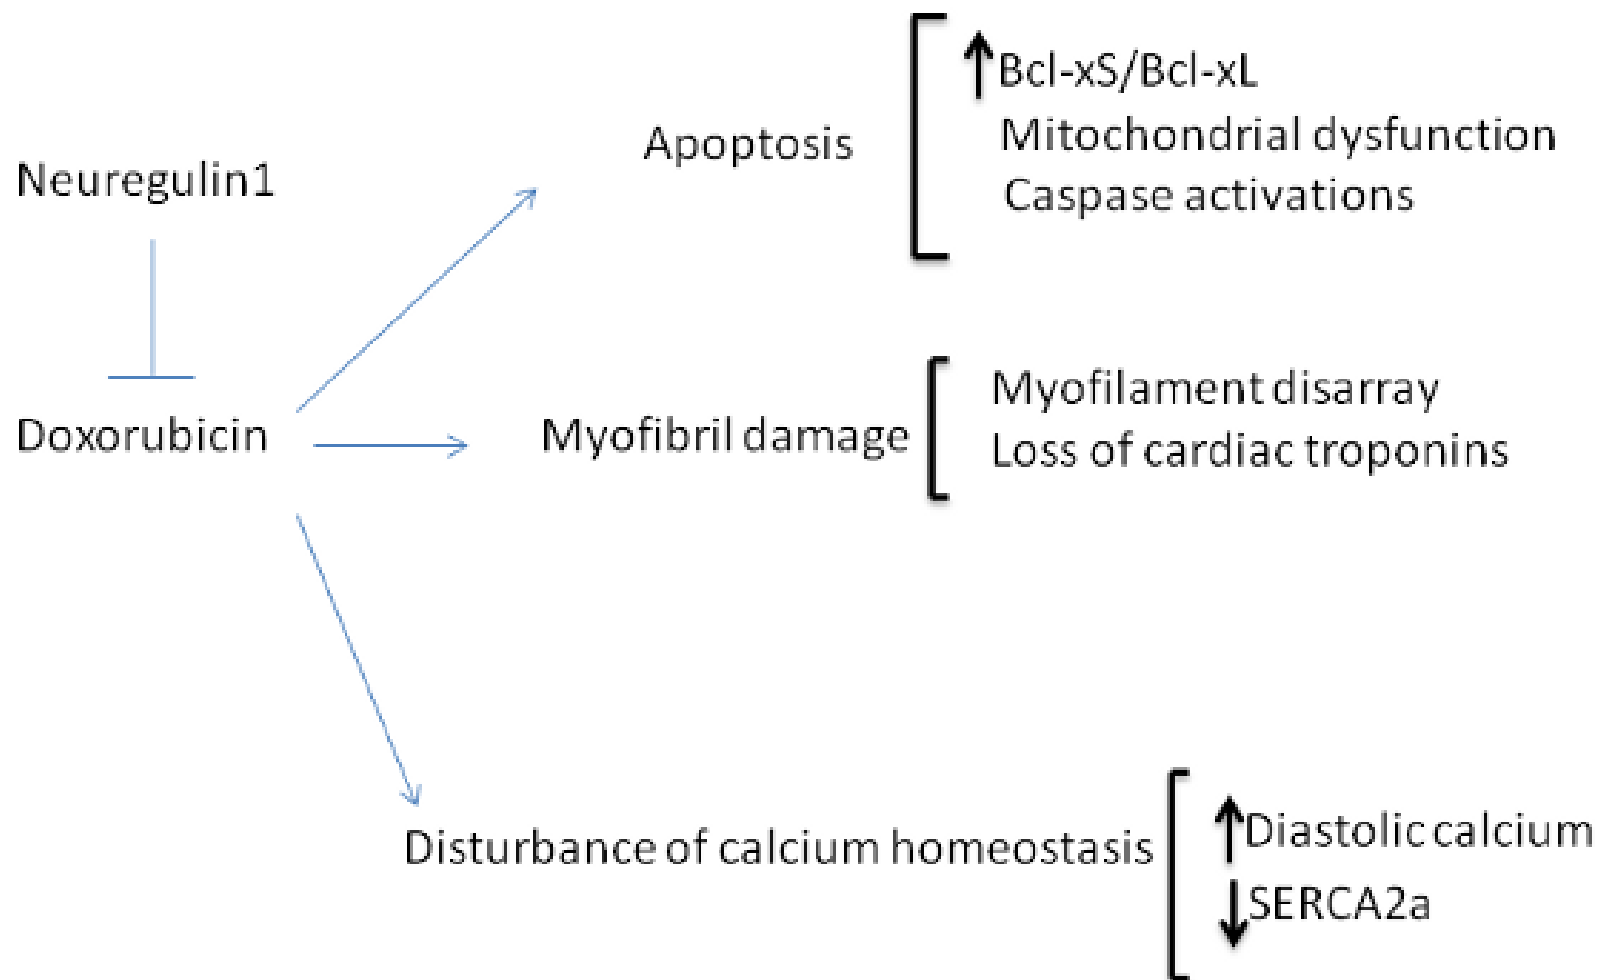 Neuregulin1
Doxorubicin
Apoptosis
↑Bcl-xS/Bcl-xL
Mitochondrial dysfunction
Caspase activations
Myofibril damage
Myofilament disarray
Loss of cardiac troponins
Disturbance of calcium homeostasis
↑Diastolic calcium
↓SERCA2a